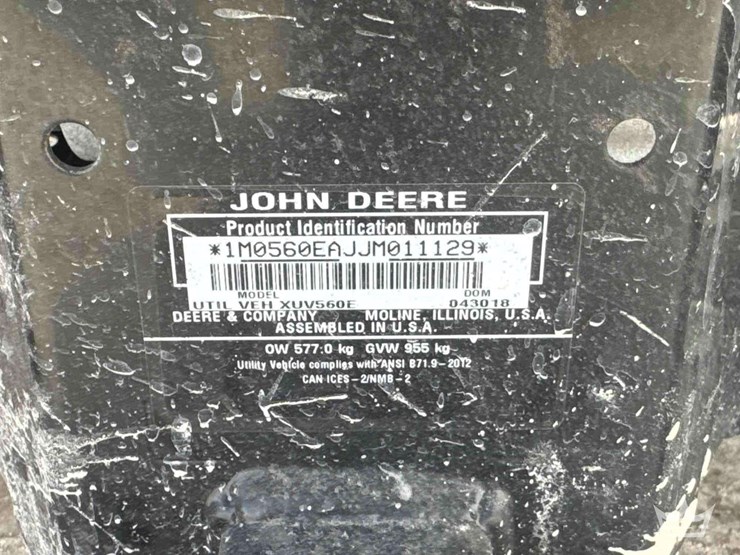 JOHN DEERE
Product Identification Number
*1M0560EAJJM011129*
MODEL DOM
UTIL VEH XUV560E 043018
DEERE & COMPANY MOLINE, ILLINOIS, U.S.A.
ASSEMBLED IN U.S.A.
OW 577.0 kg GVW 955 kg
Utility Vehicle complies with ANSI B71.9-2012
CAN ICES-2/NMB-2